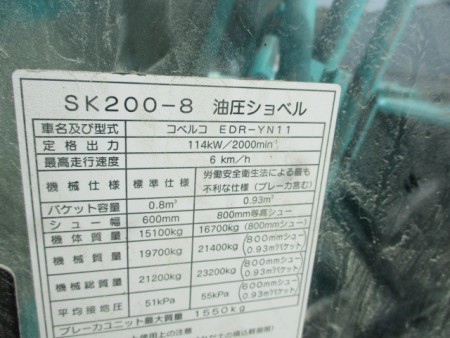 SK200-8 油圧ショベル
車名及び型式 コベルコ EDR-YN11
定格出力 114kW/2000min⁻¹
最高走行速度 6 km/h
機械仕様 標準仕様 労働安全衛生法による最も不利な仕様(ブレーカ含む)
バケット容量 0.8m³ 0.93m³
シュー幅 600mm 800mm等高シュー
機体質量 15100kg 16700kg(800mmシュー)
機械質量 19700kg 21400kg(800mmシュー 0.93m³バケット)
機械総質量 21200kg 23200kg(800mmシュー 0.93m³バケット)
平均接地圧 51kPa 55kPa(600mmシュー 0.93m³バケット)
ブレーカユニット最大質量 1550kg
使用上の注意